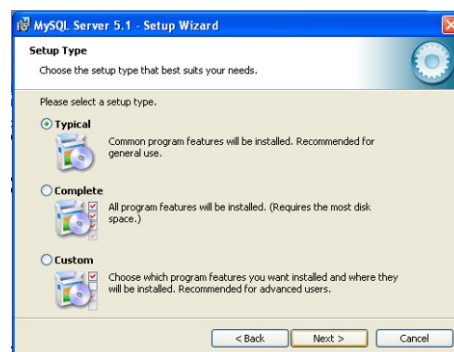 MySQL Server 5.1 - Setup Wizard
Setup Type
Choose the setup type that best suits your needs.
Please select a setup type.
Typical
Common program features will be installed. Recommended for
general use.
Complete
All program features will be installed. (Requires the most disk
space.)
Custom
Choose which program features you want installed and where they
will be installed. Recommended for advanced users.
< Back
Next >
Cancel